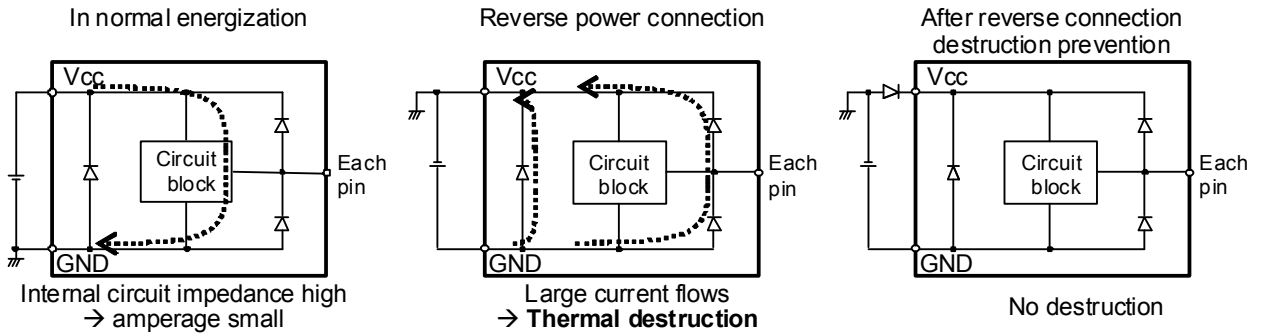 In normal energization
Vcc
Circuit
block
Each
pin
GND
Internal circuit impedance high
→ amperage small
Reverse power connection
Vcc
Circuit
block
Each
pin
GND
Large current flows
→ Thermal destruction
After reverse connection
destruction prevention
Vcc
Circuit
block
Each
pin
GND
No destruction